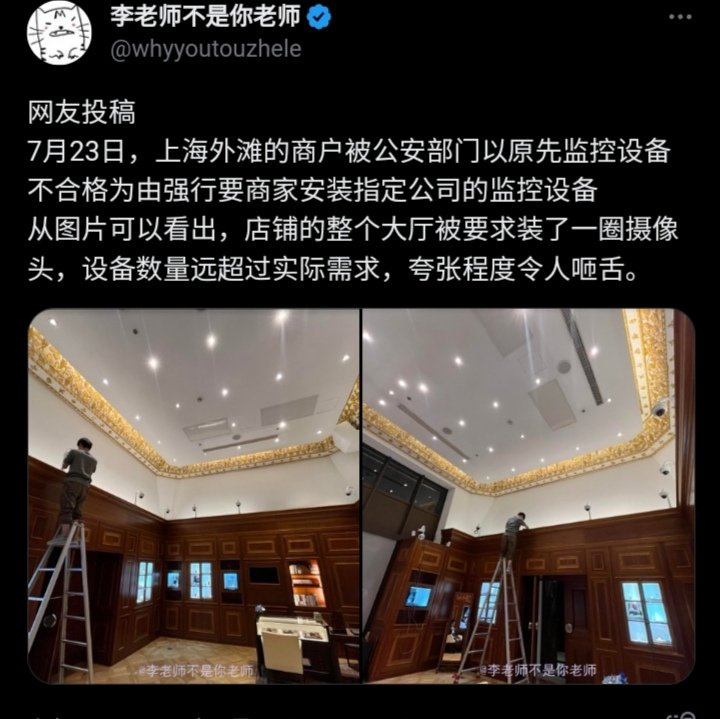 李老师不是你老师
@whyyoutouzhele
网友投稿
7月23日，上海外滩的商户被公安部门以原先监控设备
不合格为由强行要商家安装指定公司的监控设备
从图片可以看出，店铺的整个大厅被要求装了一圈摄像
头，设备数量远超过实际需求，夸张程度令人咂舌。
@李老师不是你老师
@李老师不是你老师